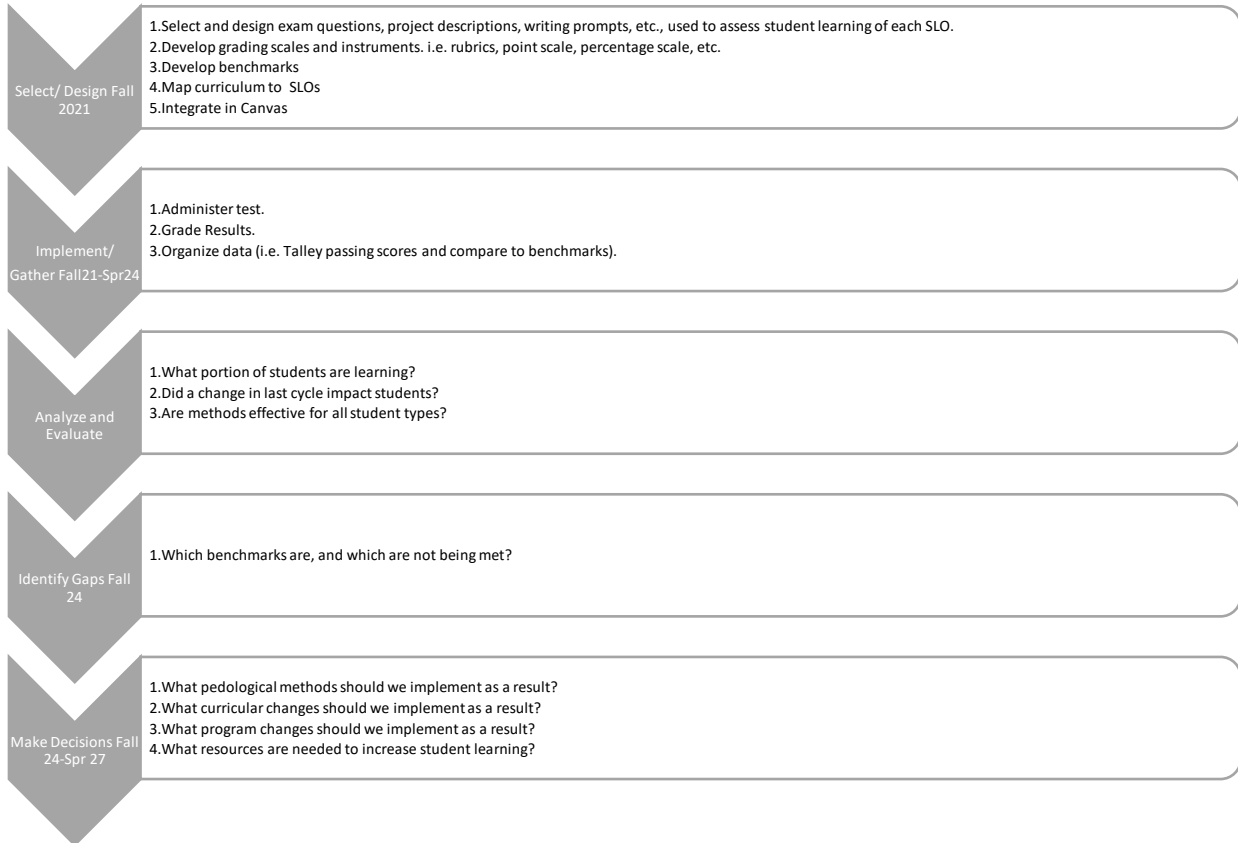 Select/ Design Fall
2021
1.Select and design exam questions, project descriptions, writing prompts, etc., used to assess student learning of each SLO.
2.Develop grading scales and instruments. i.e. rubrics, point scale, percentage scale, etc.
3.Develop benchmarks
4.Map curriculum to SLOs
5.Integrate in Canvas
Implement/
Gather Fall21-Spr24
1.Administer test.
2.Grade Results.
3.Organize data (i.e. Talley passing scores and compare to benchmarks).
Analyze and
Evaluate
1.What portion of students are learning?
2.Did a change in last cycle impact students?
3.Are methods effective for all student types?
Identify Gaps Fall
24
1.Which benchmarks are, and which are not being met?
Make Decisions Fall
24-Spr 27
1.What pedological methods should we implement as a result?
2.What curricular changes should we implement as a result?
3.What program changes should we implement as a result?
4.What resources are needed to increase student learning?